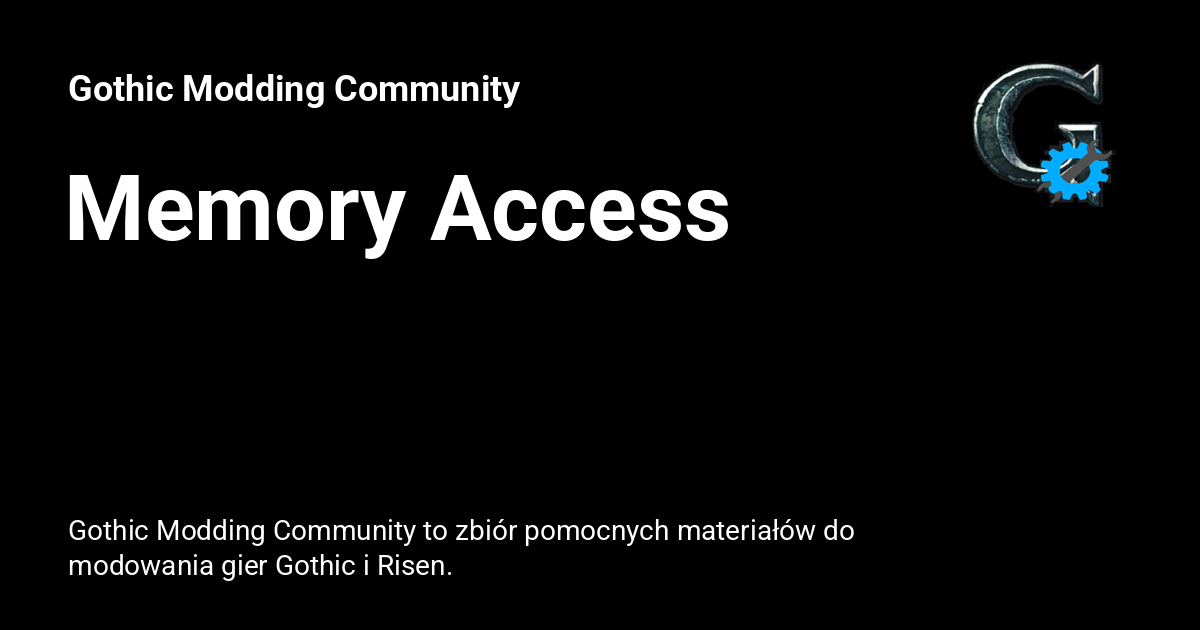 Gothic Modding Community
Memory Access
Gothic Modding Community to zbiór pomocnych materiałów do
modowania gier Gothic i Risen.